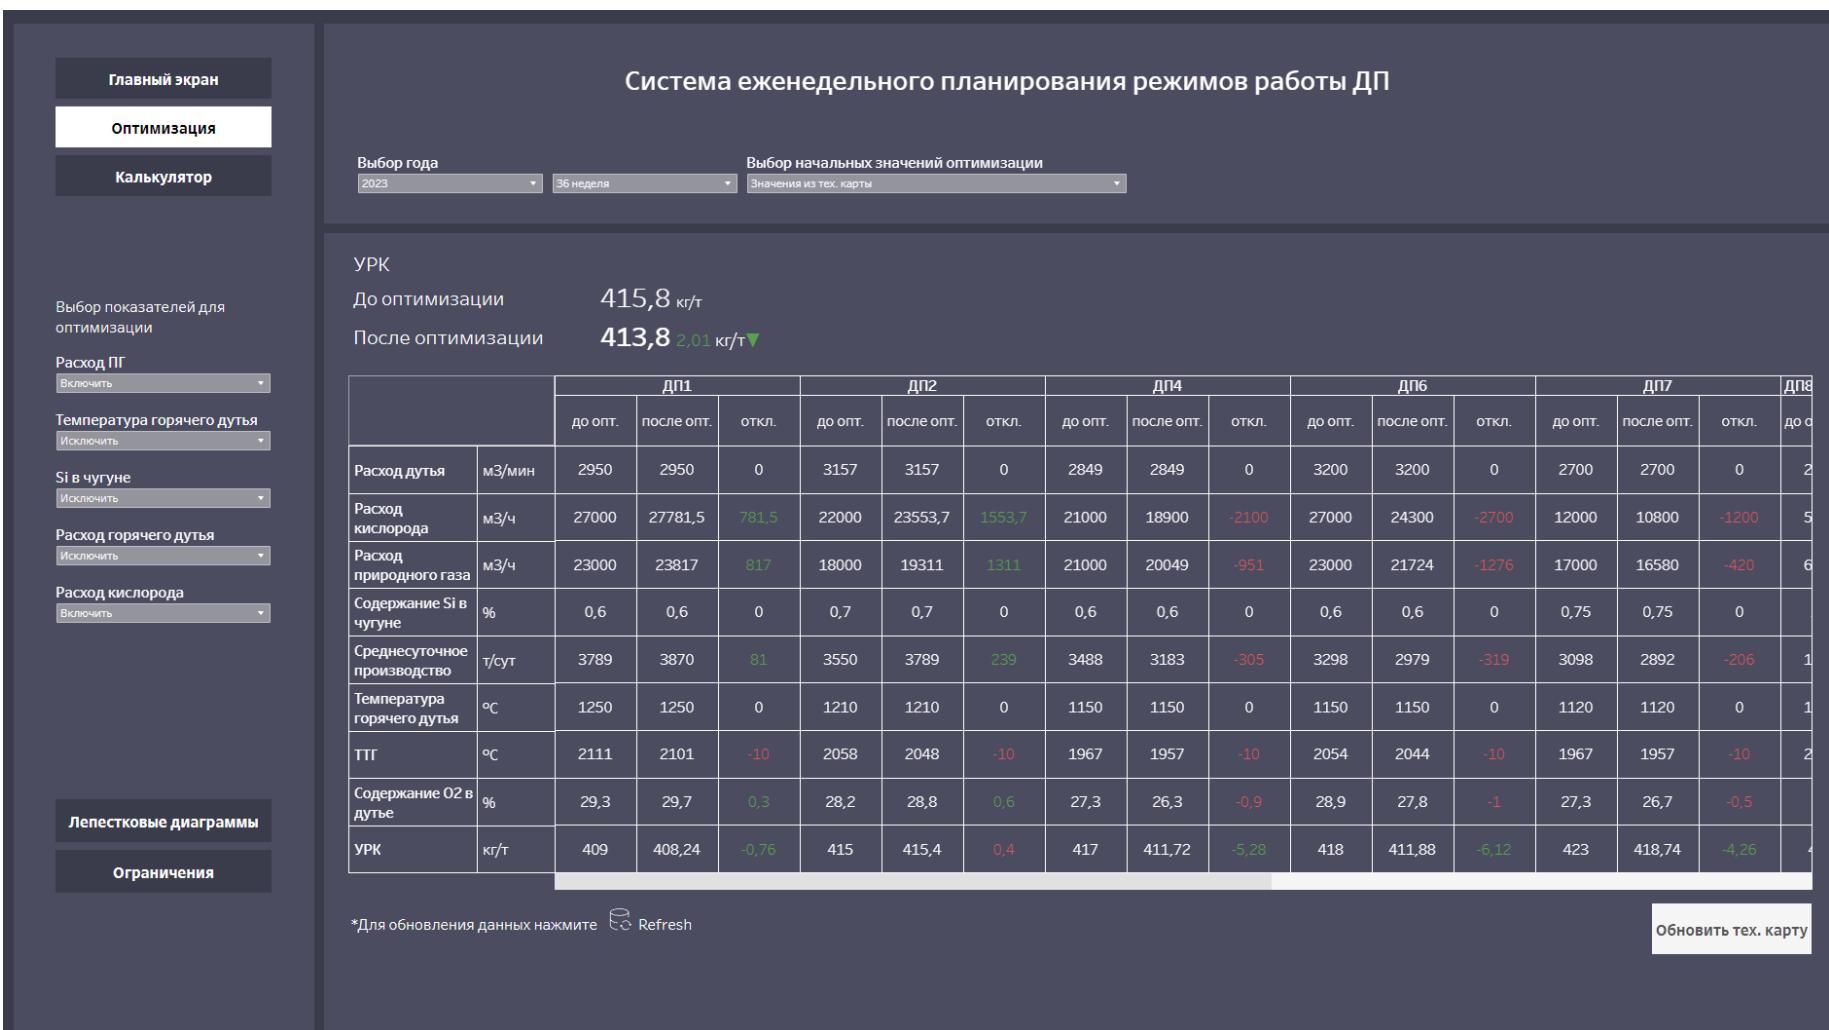 Главный экран
Оптимизация
Калькулятор
Система еженедельного планирования режимов работы ДП
Выбор года
Выбор начальных значений оптимизации
2023
36 неделя
Значения из тех. карты
Выбор показателей для
оптимизации
Расход ПГ
Включить
Температура горячего дутья
Исключить
Si в чугуне
Исключить
Расход горячего дутья
Исключить
Расход кислорода
Включить
Лепестковые диаграммы
Ограничения
УРК
До оптимизации 415,8 кг/т
После оптимизации 413,8 2,01 кг/т▼
ДП1 ДП2 ДП4 ДП6 ДП7 ДП8
до опт. после опт. откл. до опт. после опт. откл. до опт. после опт. откл. до опт. после опт. откл. до опт. после опт. откл. до о
Расход дутья м3/мин 2950 2950 0 3157 3157 0 2849 2849 0 3200 3200 0 2700 2700 0 2
Расход
кислорода м3/ч 27000 27781,5 781,5 22000 23553,7 1553,7 21000 18900 -2100 27000 24300 -2700 12000 10800 -1200 5
Расход
природного газа м3/ч 23000 23817 817 18000 19311 1311 21000 20049 -951 23000 21724 -1276 17000 16580 -420 6
Содержание Si в
чугуне % 0,6 0,6 0 0,7 0,7 0 0,6 0,6 0 0,6 0,6 0 0,75 0,75 0
Среднесуточное
производство т/сут 3789 3870 81 3550 3789 239 3488 3183 -305 3298 2979 -319 3098 2892 -206 1
Температура
горячего дутья °C 1250 1250 0 1210 1210 0 1150 1150 0 1150 1150 0 1120 1120 0 1
ТТГ °C 2111 2101 -10 2058 2048 -10 1967 1957 -10 2054 2044 -10 1967 1957 -10 2
Содержание O2 в
дутье % 29,3 29,7 0,3 28,2 28,8 0,6 27,3 26,3 -0,9 28,9 27,8 -1 27,3 26,7 -0,5
УРК кг/т 409 408,24 -0,76 415 415,4 0,4 417 411,72 -5,28 418 411,88 -6,12 423 418,74 -4,26
*Для обновления данных нажмите Refresh
Обновить тех. карту